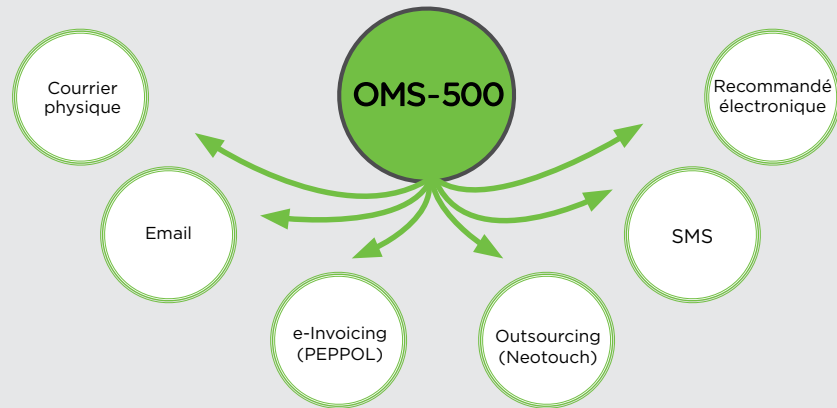 OMS-500
Courrier
physique
Recommandé
électronique
Email
SMS
e-Invoicing
(PEPPOL)
Outsourcing
(Neotouch)